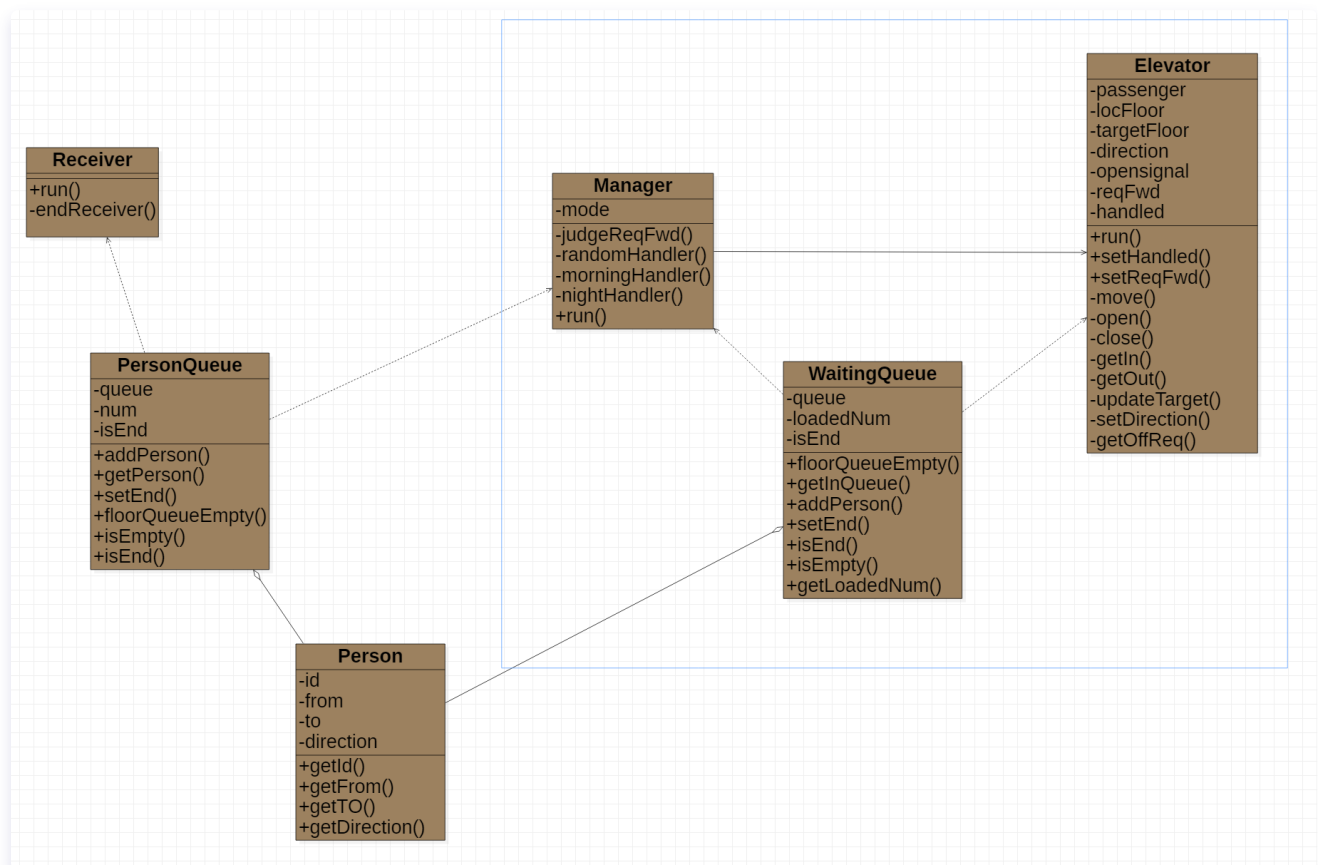 Receiver
+run()
-endReceiver()
PersonQueue
-queue
-num
-isEnd
+addPerson()
+getPerson()
+setEnd()
+floorQueueEmpty()
+isEmpty()
+isEnd()
Person
-id
-from
-to
-direction
+getId()
+getFrom()
+getTO()
+getDirection()
Manager
-mode
-judgeReqFwd()
-randomHandler()
-morningHandler()
-nightHandler()
+run()
WaitingQueue
-queue
-loadedNum
-isEnd
+floorQueueEmpty()
+getInQueue()
+addPerson()
+setEnd()
+isEnd()
+isEmpty()
+getLoadedNum()
Elevator
-passenger
-locFloor
-targetFloor
-direction
-opensignal
-reqFwd
-handled
+run()
+setHandled()
+setReqFwd()
-move()
-open()
-close()
-getIn()
-getOut()
-updateTarget()
-setDirection()
-getOffReq()